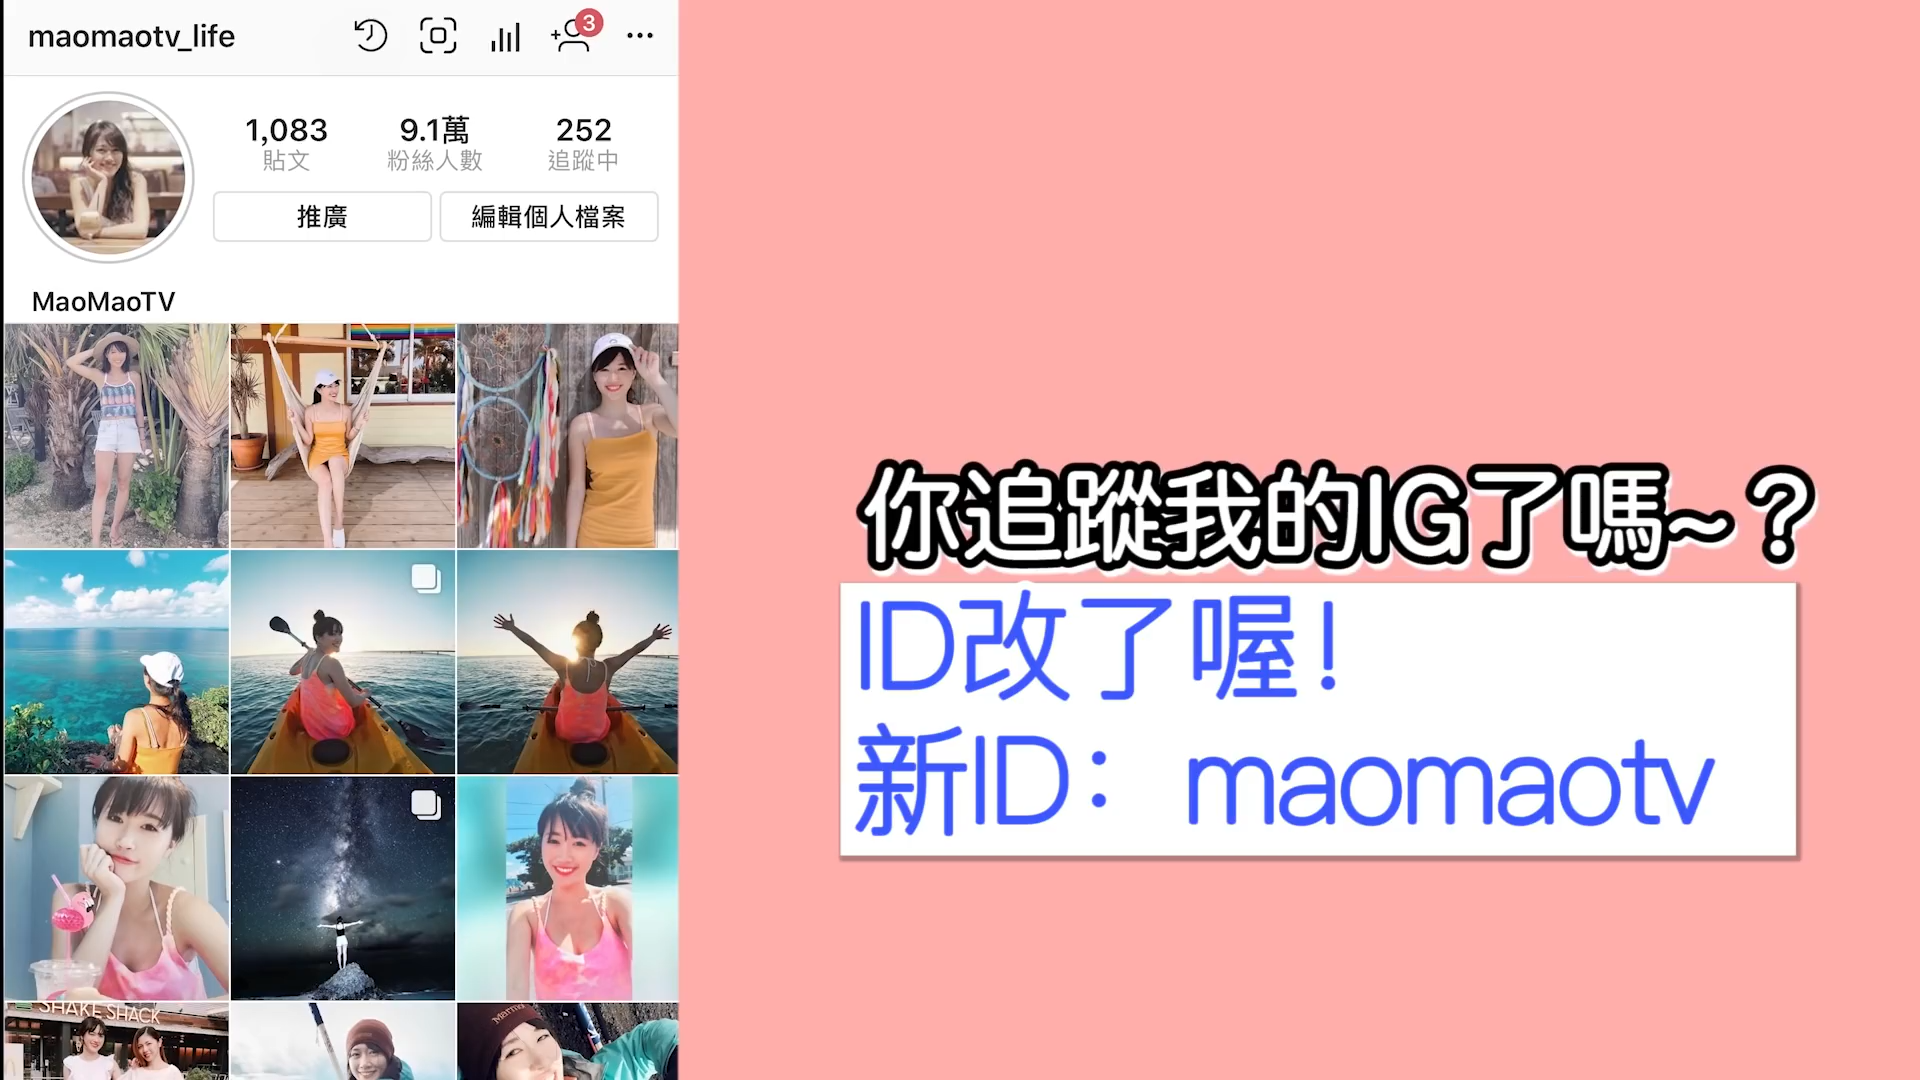 maomaotv_life
3
1,083
9.1萬
252
貼文
粉絲人數
追蹤中
推廣
編輯個人檔案
MaoMaoTV
SHAKE SHACK
你追蹤我的IG了嗎~？
ID改了喔！
新ID：maomaotv